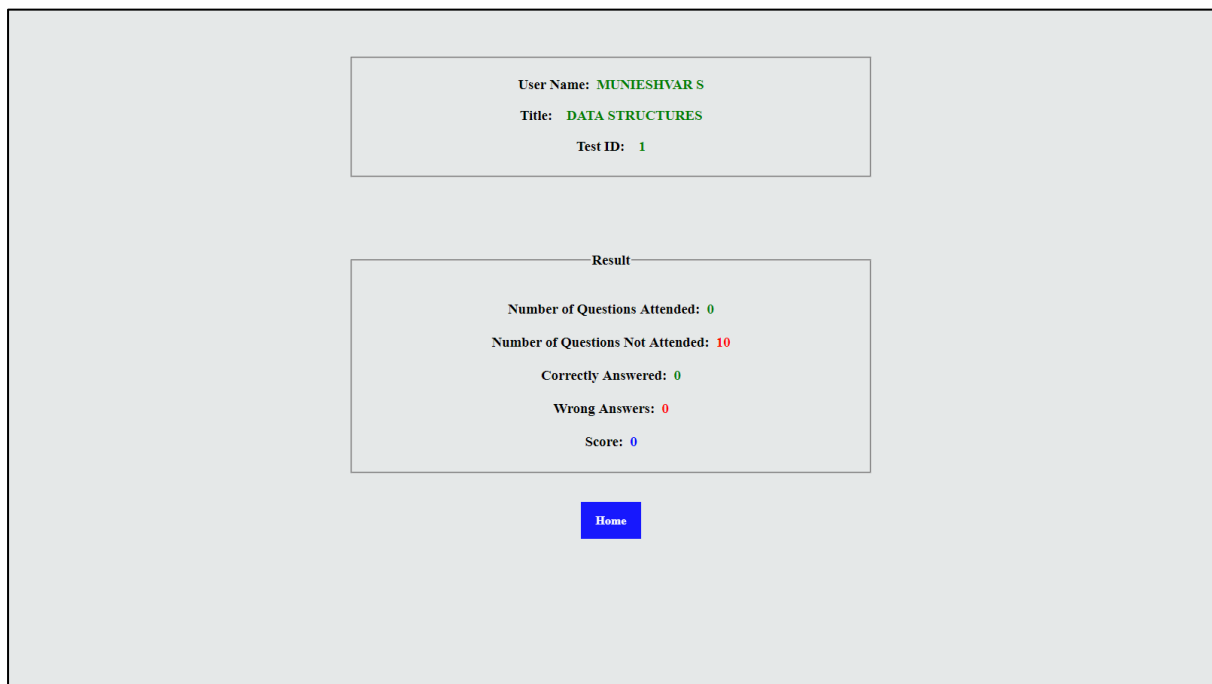 User Name: MUNIESHVAR S
Title: DATA STRUCTURES
Test ID: 1
Result
Number of Questions Attended: 0
Number of Questions Not Attended: 10
Correctly Answered: 0
Wrong Answers: 0
Score: 0
Home